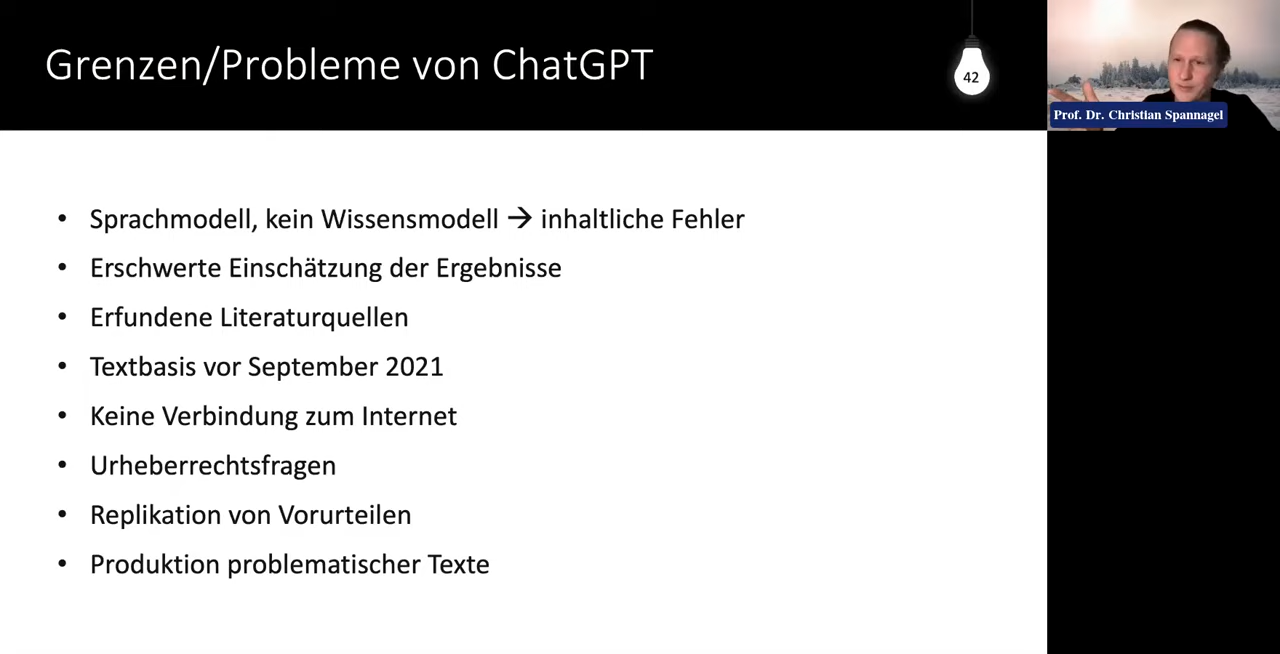 Grenzen/Probleme von ChatGPT
42
Prof. Dr. Christian Spannagel
• Sprachmodell, kein Wissensmodell → inhaltliche Fehler
• Erschwerte Einschätzung der Ergebnisse
• Erfundene Literaturquellen
• Textbasis vor September 2021
• Keine Verbindung zum Internet
• Urheberrechtsfragen
• Replikation von Vorurteilen
• Produktion problematischer Texte